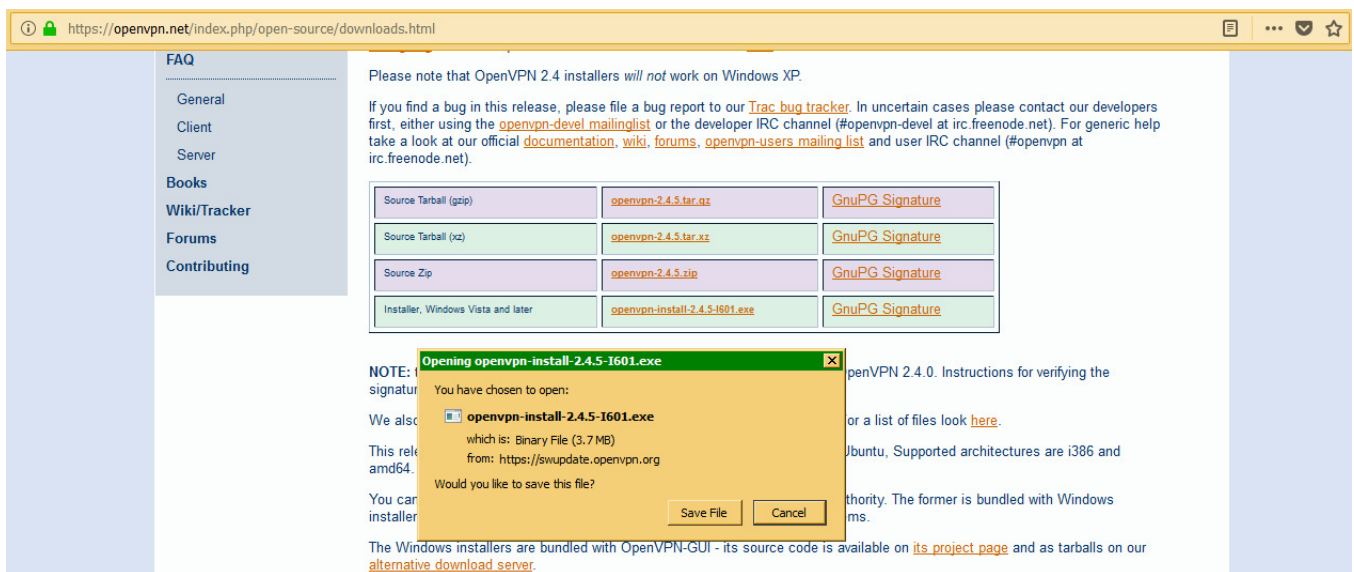 https://openvpn.net/index.php/open-source/downloads.html
FAQ
General
Client
Server
Books
Wiki/Tracker
Forums
Contributing
Please note that OpenVPN 2.4 installers will not work on Windows XP.
If you find a bug in this release, please file a bug report to our Trac bug tracker. In uncertain cases please contact our developers
first, either using the openvpn-devel mailinglist or the developer IRC channel (#openvpn-devel at irc.freenode.net). For generic help
take a look at our official documentation, wiki, forums, openvpn-users mailing list and user IRC channel (#openvpn at
irc.freenode.net).
Source Tarball (gzip) openvpn-2.4.5.tar.gz GnuPG Signature
Source Tarball (xz) openvpn-2.4.5.tar.xz GnuPG Signature
Source Zip openvpn-2.4.5.zip GnuPG Signature
Installer, Windows Vista and later openvpn-install-2.4.5-I601.exe GnuPG Signature
Opening openvpn-install-2.4.5-I601.exe
You have chosen to open:
openvpn-install-2.4.5-I601.exe
which is: Binary File (3.7 MB)
from: https://swupdate.openvpn.org
Would you like to save this file?
Save File Cancel
NOTE: penVPN 2.4.0. Instructions for verifying the
signatur
We also or a list of files look here.
This rele Jbuntu, Supported architectures are i386 and
amd64.
You can thority. The former is bundled with Windows
installer ms.
The Windows installers are bundled with OpenVPN-GUI - its source code is available on its project page and as tarballs on our
alternative download server.